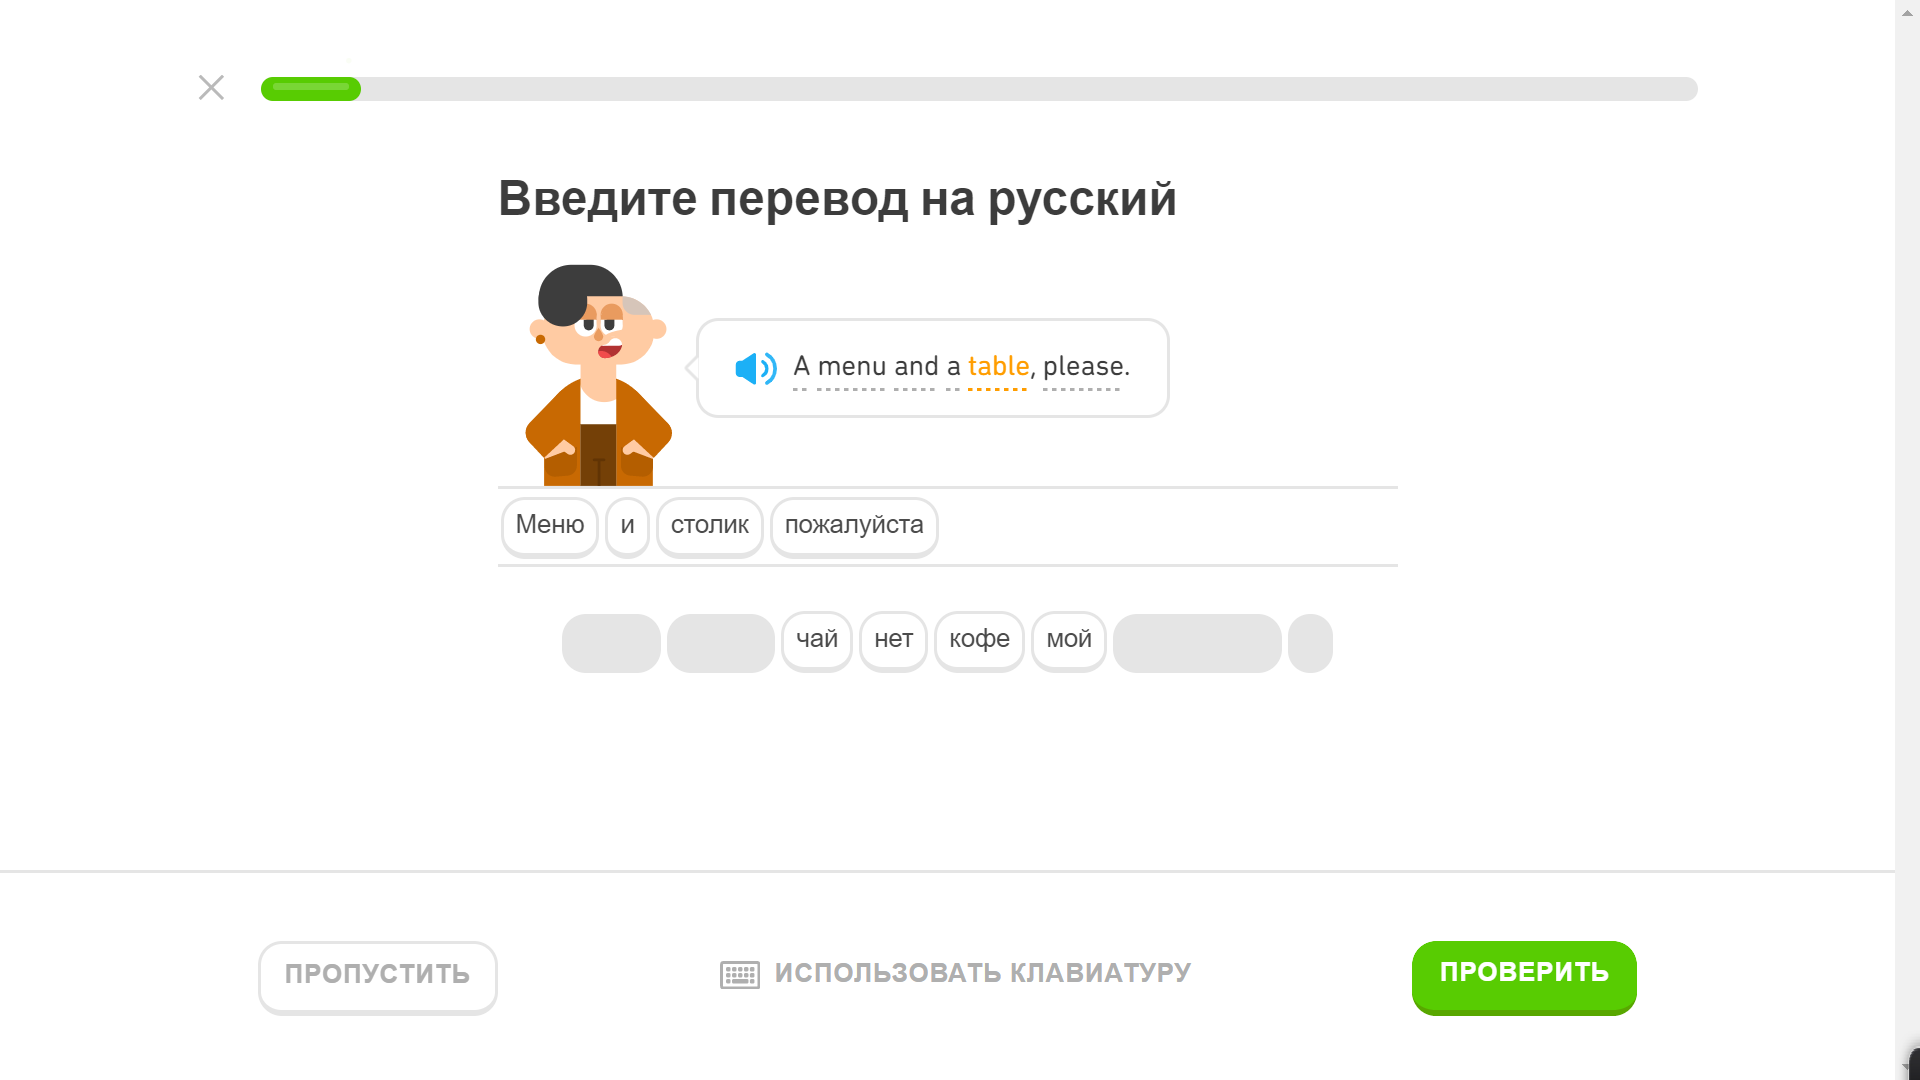 Введите перевод на русский
A menu and a table, please.
Меню и столик пожалуйста
чай нет кофе мой
ПРОПУСТИТЬ ИСПОЛЬЗОВАТЬ КЛАВИАТУРУ ПРОВЕРИТЬ